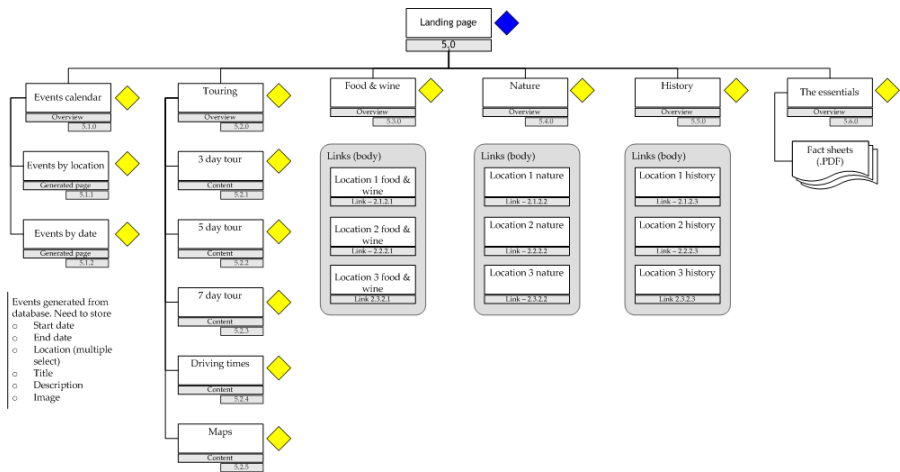 Landing page
5.0
Events calendar
Overview
5.1.0
Events by location
Generated page
5.1.1
Events by date
Generated page
5.1.2
Events generated from
database. Need to store
o Start date
o End date
o Location (multiple
select)
o Title
o Description
o Image
Touring
Overview
5.2.0
3 day tour
Content
5.2.1
5 day tour
Content
5.2.2
7 day tour
Content
5.2.3
Driving times
Content
5.2.4
Maps
Content
5.2.5
Food & wine
Overview
5.3.0
Links (body)
Location 1 food &
wine
Link – 2.1.2.1
Location 2 food &
wine
Link – 2.2.2.1
Location 3 food &
wine
Link 2.3.2.1
Nature
Overview
5.4.0
Links (body)
Location 1 nature
Link – 2.1.2.2
Location 2 nature
Link – 2.2.2.2
Location 3 nature
Link – 2.3.2.2
History
Overview
5.5.0
Links (body)
Location 1 history
Link – 2.1.2.3
Location 2 history
Link – 2.2.2.3
Location 3 history
Link 2.3.2.3
The essentials
Overview
5.6.0
Fact sheets
(.PDF)